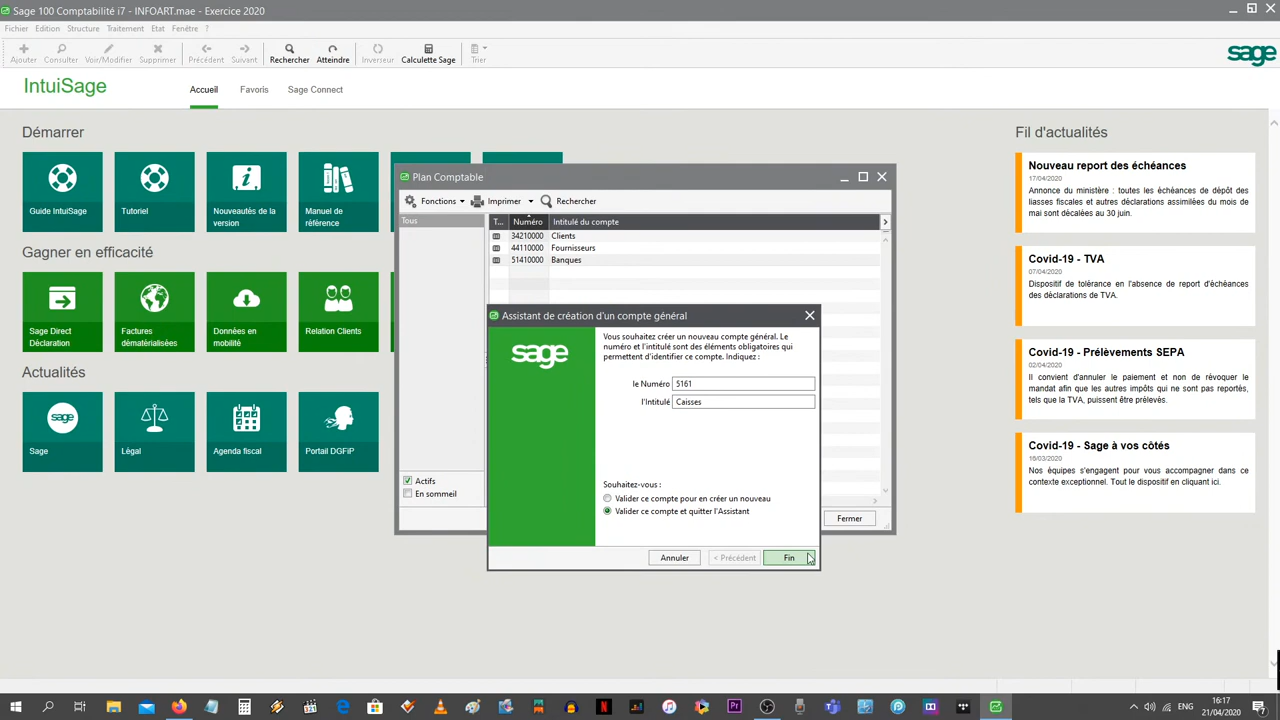 Sage 100 Comptabilité i7 - INFOART.mae - Exercice 2020
Fichier Edition Structure Traitement Etat Fenêtre ?
Ajouter Consulter Voir/Modifier Supprimer Précédent Suivant Rechercher Atteindre Inverseur Calculette Sage Trier
sage
IntuiSage
Accueil Favoris Sage Connect
Démarrer
Guide IntuiSage
Tutoriel
Nouveautés de la
version
Manuel de
référence
Gagner en efficacité
Sage Direct
Déclaration
Factures
dématérialisées
Données en
mobilité
Relation Clients
Actualités
sage
Sage
Légal
Agenda fiscal
Portail DGFiP
Plan Comptable
Fonctions Imprimer Rechercher
Tous
T... Numéro Intitulé du compte
34210000 Clients
44110000 Fournisseurs
51410000 Banques
Actifs
En sommeil
Fermer
Assistant de création d'un compte général
sage
Vous souhaitez créer un nouveau compte général. Le
numéro et l'intitulé sont des éléments obligatoires qui
permettent d'identifier ce compte. Indiquez :
le Numéro 5161
l'Intitulé Caisses
Souhaitez-vous :
Valider ce compte pour en créer un nouveau
Valider ce compte et quitter l'Assistant
Annuler < Précédent Fin
Fil d'actualités
Nouveau report des échéances
17/04/2020
Annonce du ministère : toutes les échéances de dépôt des
liasses fiscales et autres déclarations assimilées du mois de
mai sont décalées au 30 juin.
Covid-19 - TVA
07/04/2020
Dispositif de tolérance en l'absence de report d'échéances
des déclarations de TVA.
Covid-19 - Prélèvements SEPA
02/04/2020
Il convient d'annuler le paiement et non de révoquer le
mandat afin que les autres impôts qui ne sont pas reportés,
tels que la TVA, puissent être prélevés.
Covid-19 - Sage à vos côtés
16/03/2020
Nos équipes s'engagent pour vous accompagner dans ce
contexte exceptionnel. Tout le dispositif en cliquant ici.
ENG
16:17
21/04/2020